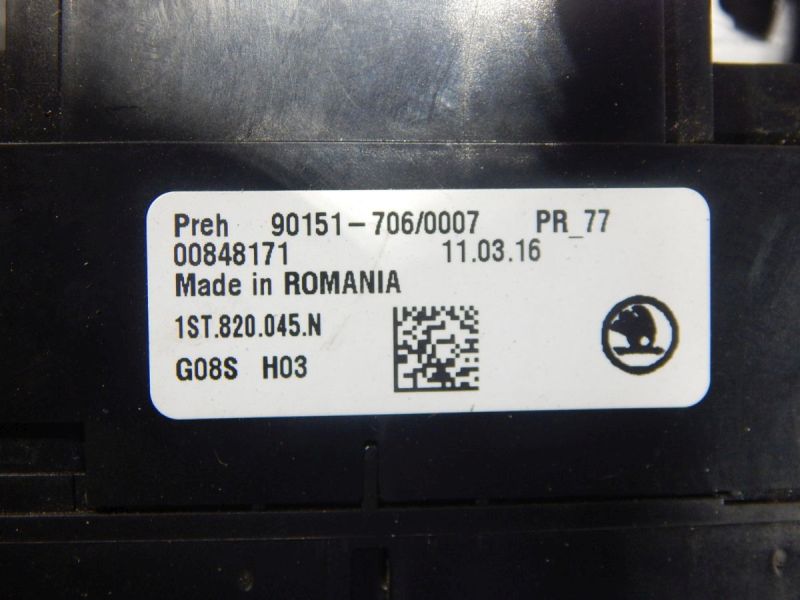 Preh 90151-706/0007 PR_77
00848171 11.03.16
Made in ROMANIA
1ST.820.045.N
G08S H03